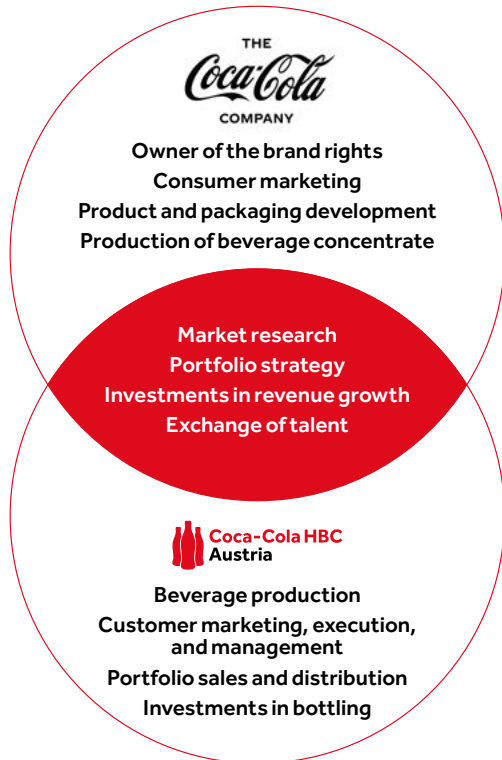 THE
Coca-Cola
COMPANY
Owner of the brand rights
Consumer marketing
Product and packaging development
Production of beverage concentrate
Market research
Portfolio strategy
Investments in revenue growth
Exchange of talent
Coca-Cola HBC
Austria
Beverage production
Customer marketing, execution,
and management
Portfolio sales and distribution
Investments in bottling